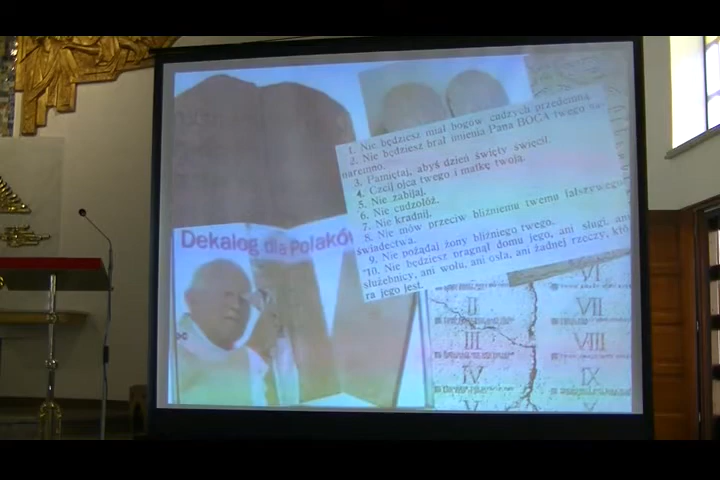 1. Nie będziesz miał bogów cudzych przedemną.
2. Nie będziesz brał imienia Pana BOGA twego na-
daremno.
3. Pamiętaj, abyś dzień święty święcił.
4. Czcij ojca twego i matkę twoją.
5. Nie zabijaj.
6. Nie cudzołóż.
7. Nie kradnij.
8. Nie mów przeciw bliźniemu twemu fałszywego
świadectwa.
9. Nie pożądaj żony bliźniego twego.
10. Nie będziesz pragnął domu jego, ani sługi, ani
służebnicy, ani wołu, ani osła, ani żadnej rzeczy, któ
ra jego jest.
Dekalog dla Polaków
VI
II
VII
III
VIII
IV
IX
V